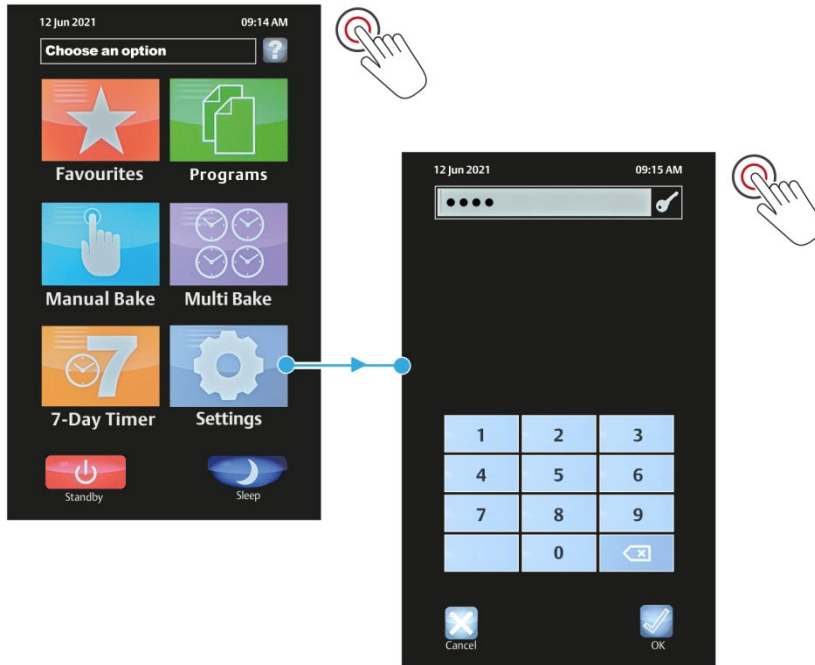 12 Jun 2021 09:14 AM
Choose an option ?
Favourites Programs
Manual Bake Multi Bake
7
7-Day Timer Settings
Standby Sleep
12 Jun 2021 09:15 AM
1 2 3
4 5 6
7 8 9
0
Cancel OK